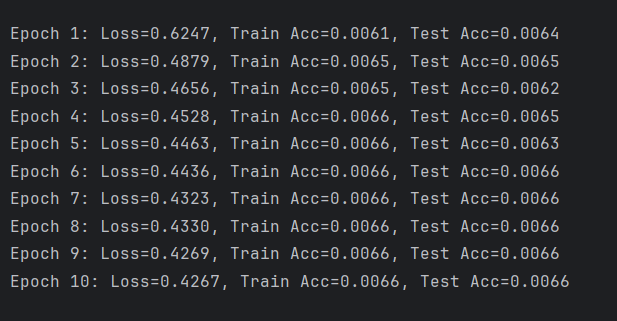 Epoch 1: Loss=0.6247, Train Acc=0.0061, Test Acc=0.0064
Epoch 2: Loss=0.4879, Train Acc=0.0065, Test Acc=0.0065
Epoch 3: Loss=0.4656, Train Acc=0.0065, Test Acc=0.0062
Epoch 4: Loss=0.4528, Train Acc=0.0066, Test Acc=0.0065
Epoch 5: Loss=0.4463, Train Acc=0.0066, Test Acc=0.0063
Epoch 6: Loss=0.4436, Train Acc=0.0066, Test Acc=0.0066
Epoch 7: Loss=0.4323, Train Acc=0.0066, Test Acc=0.0066
Epoch 8: Loss=0.4330, Train Acc=0.0066, Test Acc=0.0066
Epoch 9: Loss=0.4269, Train Acc=0.0066, Test Acc=0.0066
Epoch 10: Loss=0.4267, Train Acc=0.0066, Test Acc=0.0066